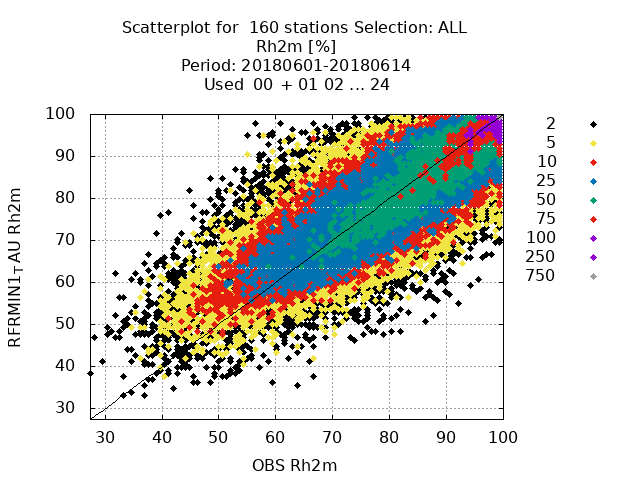 Scatterplot for 160 stations Selection: ALL
Rh2m [%]
Period: 20180601-20180614
Used 00 + 01 02 ... 24
100
90
80
70
60
50
40
30
30 40 50 60 70 80 90 100
RFRMIN1_T AU Rh2m
OBS Rh2m
2
5
10
25
50
75
100
250
750